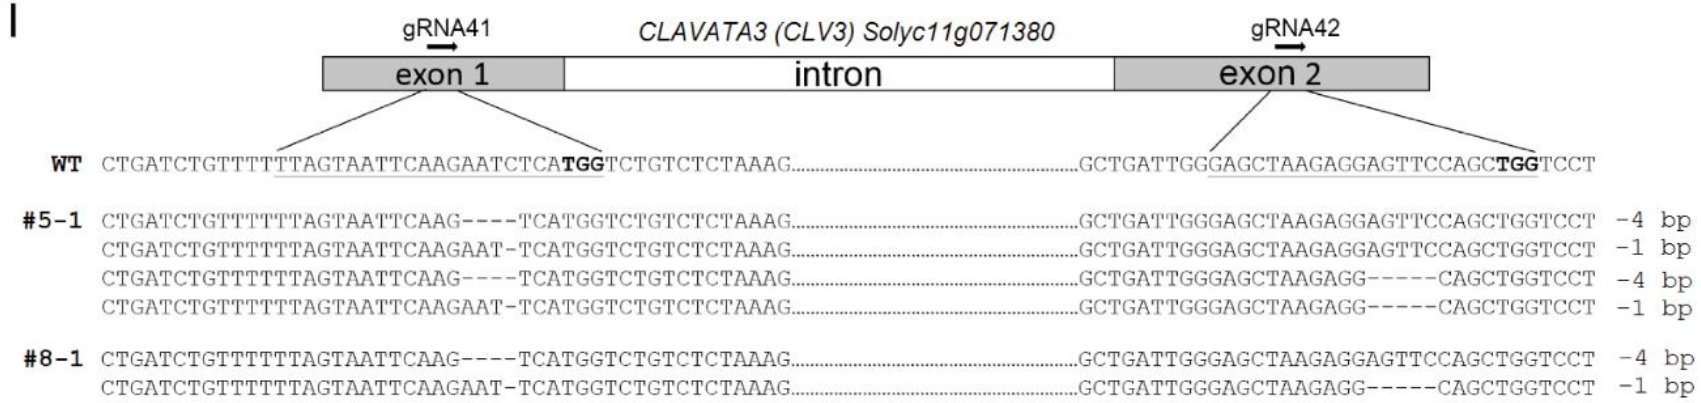 I
gRNA41 CLAVATA3 (CLV3) Solyc11g071380 gRNA42
exon 1 intron exon 2
WT CTGATCTGTTTTTTAGTAATTCAAGAATCTCATGGTCTGTCTCTAAAG........................GCTGATTGGGAGCTAAGAGGAGTTCCAGCTGGTCCT
#5-1 CTGATCTGTTTTTTAGTAATTCAAG----TCATGGTCTGTCTCTAAAG........................GCTGATTGGGAGCTAAGAGGAGTTCCAGCTGGTCCT -4 bp
CTGATCTGTTTTTTAGTAATTCAAGAAT-TCATGGTCTGTCTCTAAAG........................GCTGATTGGGAGCTAAGAGGAGTTCCAGCTGGTCCT -1 bp
CTGATCTGTTTTTTAGTAATTCAAG----TCATGGTCTGTCTCTAAAG........................GCTGATTGGGAGCTAAGAGG-----CAGCTGGTCCT -4 bp
CTGATCTGTTTTTTAGTAATTCAAGAAT-TCATGGTCTGTCTCTAAAG........................GCTGATTGGGAGCTAAGAGG-----CAGCTGGTCCT -1 bp
#8-1 CTGATCTGTTTTTTAGTAATTCAAG----TCATGGTCTGTCTCTAAAG........................GCTGATTGGGAGCTAAGAGGAGTTCCAGCTGGTCCT -4 bp
CTGATCTGTTTTTTAGTAATTCAAGAAT-TCATGGTCTGTCTCTAAAG........................GCTGATTGGGAGCTAAGAGG-----CAGCTGGTCCT -1 bp